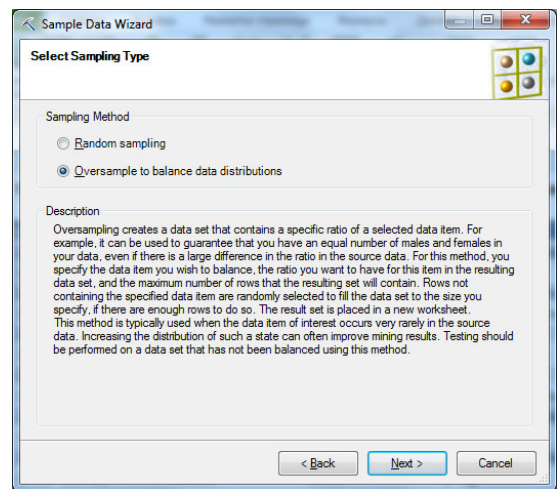 Sample Data Wizard
Select Sampling Type
Sampling Method
Random sampling
Oversample to balance data distributions
Description
Oversampling creates a data set that contains a specific ratio of a selected data item. For
example, it can be used to guarantee that you have an equal number of males and females in
your data, even if there is a large difference in the ratio in the source data. For this method, you
specify the data item you wish to balance, the ratio you want to have for this item in the resulting
data set, and the maximum number of rows that the resulting set will contain. Rows not
containing the specified data item are randomly selected to fill the data set to the size you
specify, if there are enough rows to do so. The result set is placed in a new worksheet.
This method is typically used when the data item of interest occurs very rarely in the source
data. Increasing the distribution of such a state can often improve mining results. Testing should
be performed on a data set that has not been balanced using this method.
< Back
Next >
Cancel